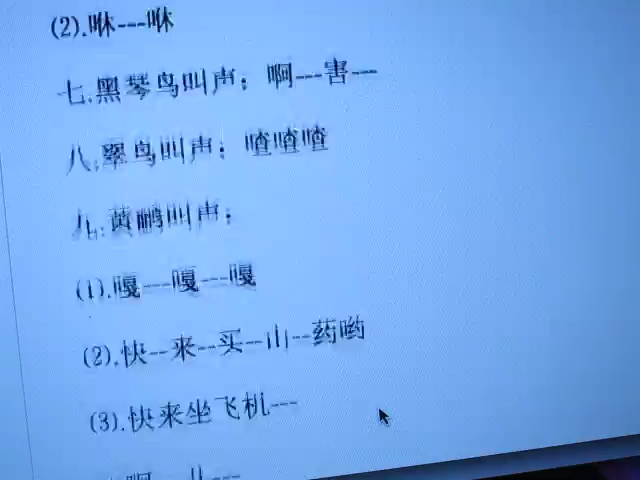 (2).咻---咻
七.黑琴鸟叫声：啊---害---
八.翠鸟叫声：喳喳喳
九.黄鹂叫声：
(1).嘎---嘎---嘎
(2).快--来--买--山--药哟
(3).快来坐飞机---